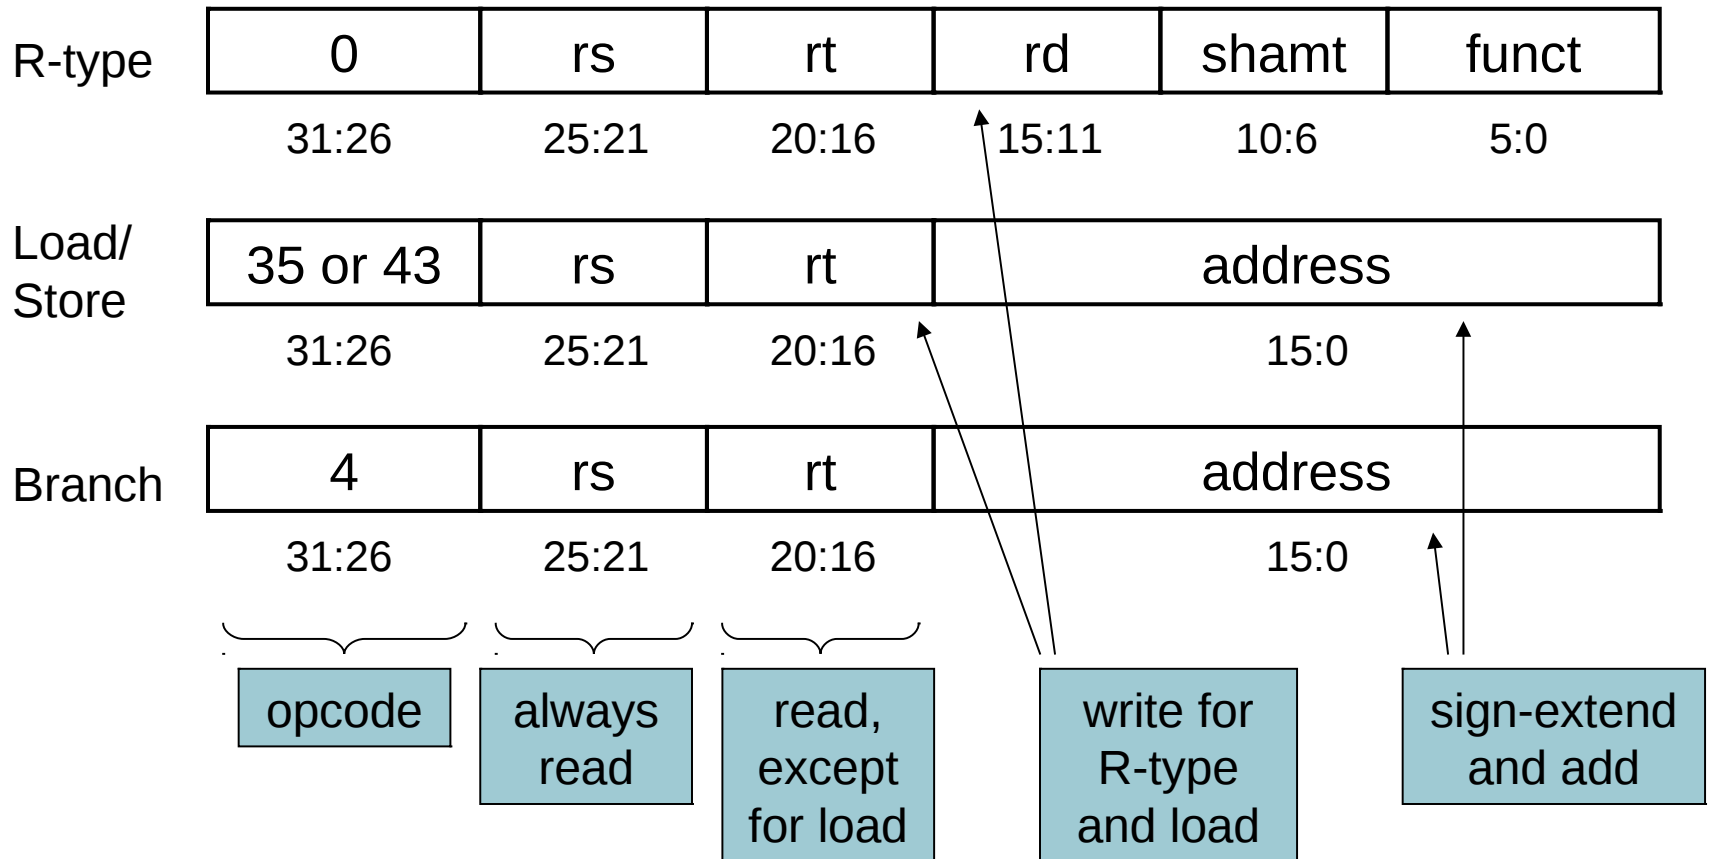 R-type 0 rs rt rd shamt funct
31:26 25:21 20:16 15:11 10:6 5:0
Load/
Store
35 or 43 rs rt address
31:26 25:21 20:16 15:0
Branch 4 rs rt address
31:26 25:21 20:16 15:0
opcode
always
read
read,
except
for load
write for
R-type
and load
sign-extend
and add